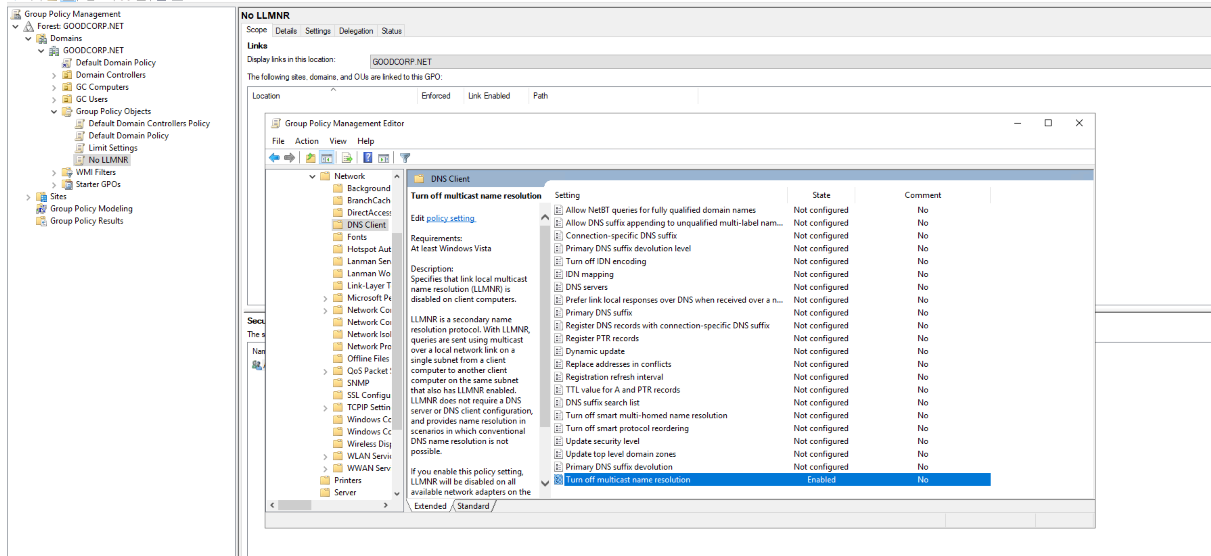 Group Policy Management
Forest: GOODCORP.NET
Domains
GOODCORP.NET
Default Domain Policy
Domain Controllers
GC Computers
GC Users
Group Policy Objects
Default Domain Controllers Policy
Default Domain Policy
Limit Settings
No LLMNR
WMI Filters
Starter GPOs
Sites
Group Policy Modeling
Group Policy Results
No LLMNR
Scope Details Settings Delegation Status
Links
Display links in this location: GOODCORP.NET
The following sites, domains, and OUs are linked to this GPO:
Location Enforced Link Enabled Path
Secu
The s
Nan
Group Policy Management Editor
File Action View Help
Network
Background
BranchCach
DirectAccess
DNS Client
Fonts
Hotspot Aut
Lanman Serv
Lanman Wo
Link-Layer T
Microsoft Pe
Network Cor
Network Cor
Network Isol
Network Pro
Offline Files
QoS Packet S
SNMP
SSL Configu
TCPIP Settin
Windows Cc
Windows Cc
Wireless Disp
WLAN Servic
WWAN Serv
Printers
Server
DNS Client
Turn off multicast name resolution
Edit policy setting
Requirements:
At least Windows Vista
Description:
Specifies that link local multicast
name resolution (LLMNR) is
disabled on client computers.
LLMNR is a secondary name
resolution protocol. With LLMNR,
queries are sent using multicast
over a local network link on a
single subnet from a client
computer to another client
computer on the same subnet
that also has LLMNR enabled.
LLMNR does not require a DNS
server or DNS client configuration,
and provides name resolution in
scenarios in which conventional
DNS name resolution is not
possible.
If you enable this policy setting,
LLMNR will be disabled on all
available network adapters on the
Setting State Comment
Allow NetBT queries for fully qualified domain names Not configured No
Allow DNS suffix appending to unqualified multi-label nam... Not configured No
Connection-specific DNS suffix Not configured No
Primary DNS suffix devolution level Not configured No
Turn off IDN encoding Not configured No
IDN mapping Not configured No
DNS servers Not configured No
Prefer link local responses over DNS when received over a n... Not configured No
Primary DNS suffix Not configured No
Register DNS records with connection-specific DNS suffix Not configured No
Register PTR records Not configured No
Dynamic update Not configured No
Replace addresses in conflicts Not configured No
Registration refresh interval Not configured No
TTL value for A and PTR records Not configured No
DNS suffix search list Not configured No
Turn off smart multi-homed name resolution Not configured No
Turn off smart protocol reordering Not configured No
Update security level Not configured No
Update top level domain zones Not configured No
Primary DNS suffix devolution Not configured No
Turn off multicast name resolution Enabled No
Extended Standard